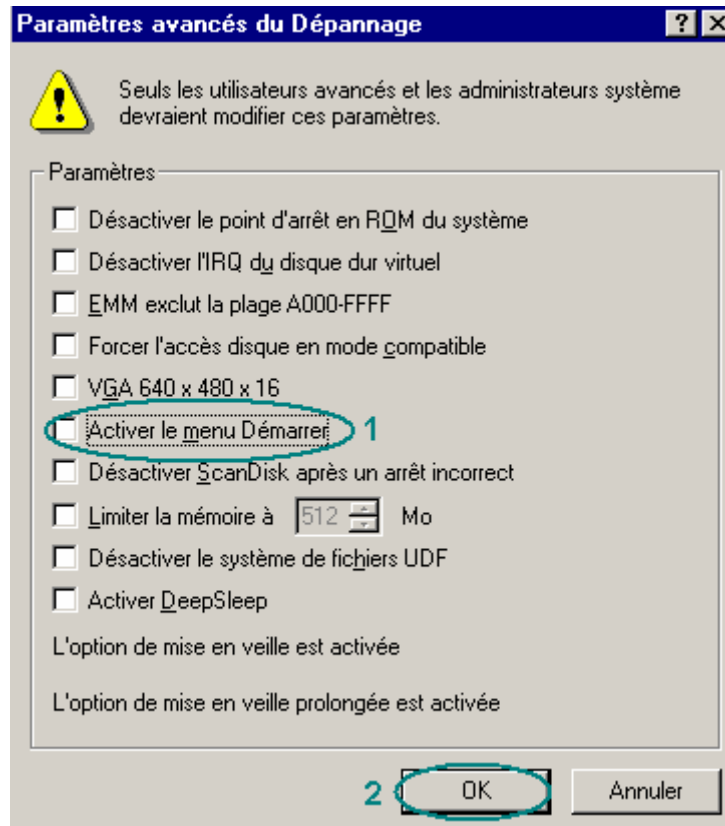 Paramètres avancés du Dépannage
Seuls les utilisateurs avancés et les administrateurs système
devraient modifier ces paramètres.
Paramètres
Désactiver le point d'arrêt en ROM du système
Désactiver l'IRQ du disque dur virtuel
EMM exclut la plage A000-FFFF
Forcer l'accès disque en mode compatible
VGA 640 x 480 x 16
Activer le menu Démarrer 1
Désactiver ScanDisk après un arrêt incorrect
Limiter la mémoire à 512 Mo
Désactiver le système de fichiers UDF
Activer DeepSleep
L'option de mise en veille est activée
L'option de mise en veille prolongée est activée
2 OK Annuler